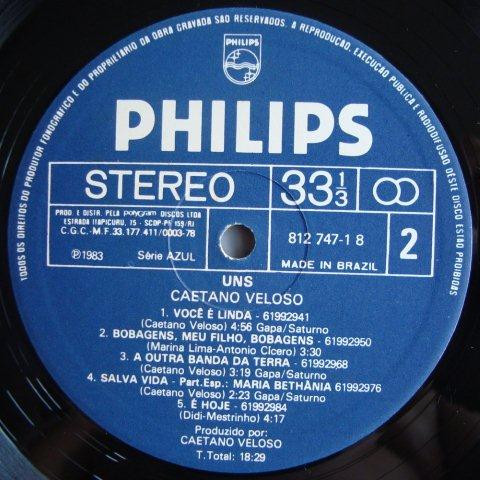 TODOS OS DIREITOS DO PRODUTOR FONOGRÁFICO E DO PROPRIETÁRIO DA OBRA GRAVADA SÃO RESERVADOS. A REPRODUÇÃO, EXECUÇÃO PÚBLICA E RADIODIFUSÃO DESTE DISCO ESTÃO PROIBIDAS
PHILIPS
PHILIPS
STEREO
33 1/3
PROD. E DISTR. PELA polygram DISCOS LTDA
ESTRADA ITAPICURU, 15 - SCDP-PF 159/RJ
C.G.C.-M.F. 33.177.411/0003-78
℗1983 Série AZUL
812 747-1 8
MADE IN BRAZIL
2
UNS
CAETANO VELOSO
1. VOCÊ É LINDA - 61992941
(Caetano Veloso) 4:56 Gapa/Saturno
2. BOBAGENS, MEU FILHO, BOBAGENS - 61992950
(Marina Lima-Antonio Cícero) 3:30
3. A OUTRA BANDA DA TERRA - 61992968
(Caetano Veloso) 3:19 Gapa/Saturno
4. SALVA VIDA - Part.Esp.: MARIA BETHÂNIA 61992976
(Caetano Veloso) 2:23 Gapa/Saturno
5. É HOJE - 61992984
(Didi-Mestrinho) 4:17
Produzido por:
CAETANO VELOSO
T.Total: 18:29